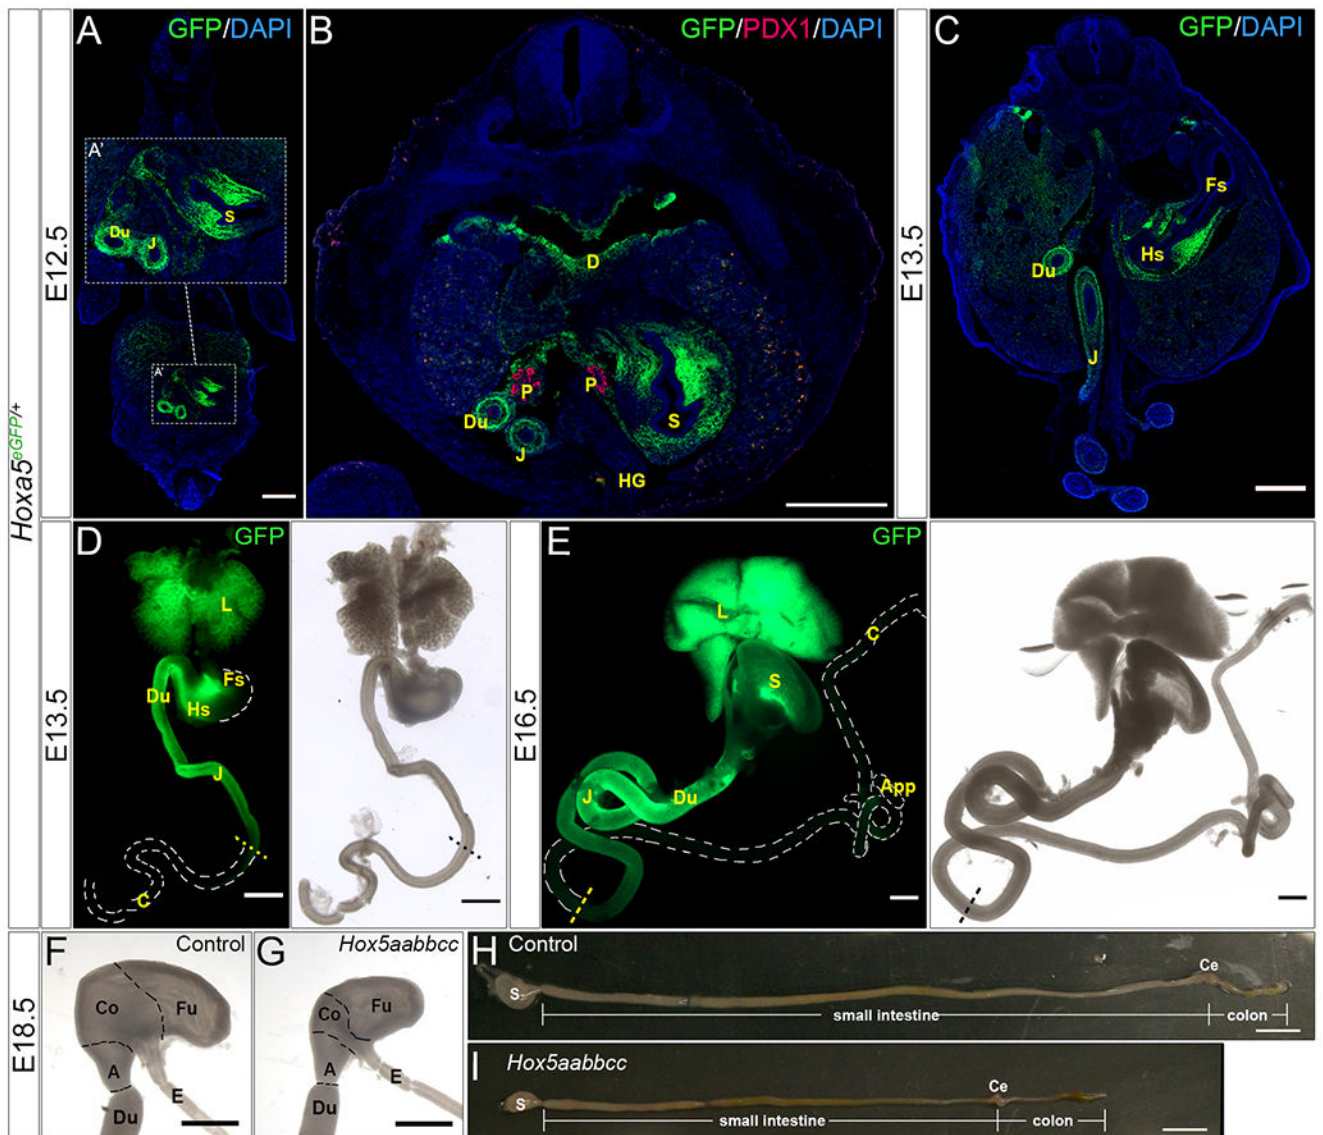 A GFP/DAPI
A'
Du
J
S
A'
B GFP/PDX1/DAPI
D
P
P
Du
J
S
HG
C GFP/DAPI
Fs
Hs
Du
J
E12.5
E13.5
Hoxa5eGFP/+
D GFP
L
Fs
Du
Hs
J
C
E13.5
E GFP
L
C
S
J
Du
App
E16.5
E18.5
F Control
Co
Fu
A
E
Du
G Hox5aabbcc
Co
Fu
A
E
Du
H Control
S
Ce
small intestine
colon
I Hox5aabbcc
S
Ce
small intestine
colon